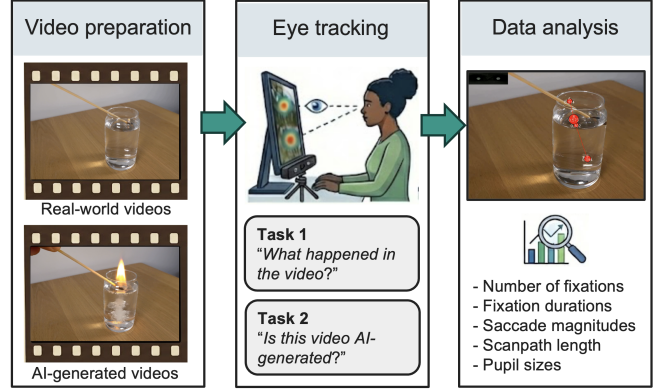 Video preparation
Real-world videos
AI-generated videos
Eye tracking
Task 1
“What happened in
the video?”
Task 2
“Is this video AI-
generated?”
Data analysis
- Number of fixations
- Fixation durations
- Saccade magnitudes
- Scanpath length
- Pupil sizes